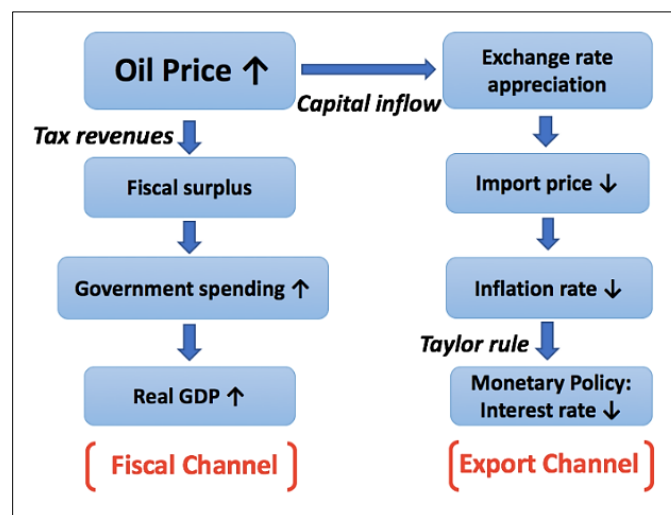 Oil Price ↑
Capital inflow
Exchange rate
appreciation
Tax revenues
Fiscal surplus
Import price ↓
Government spending ↑
Inflation rate ↓
Taylor rule
Real GDP ↑
Monetary Policy:
Interest rate ↓
[ Fiscal Channel ]
[ Export Channel ]